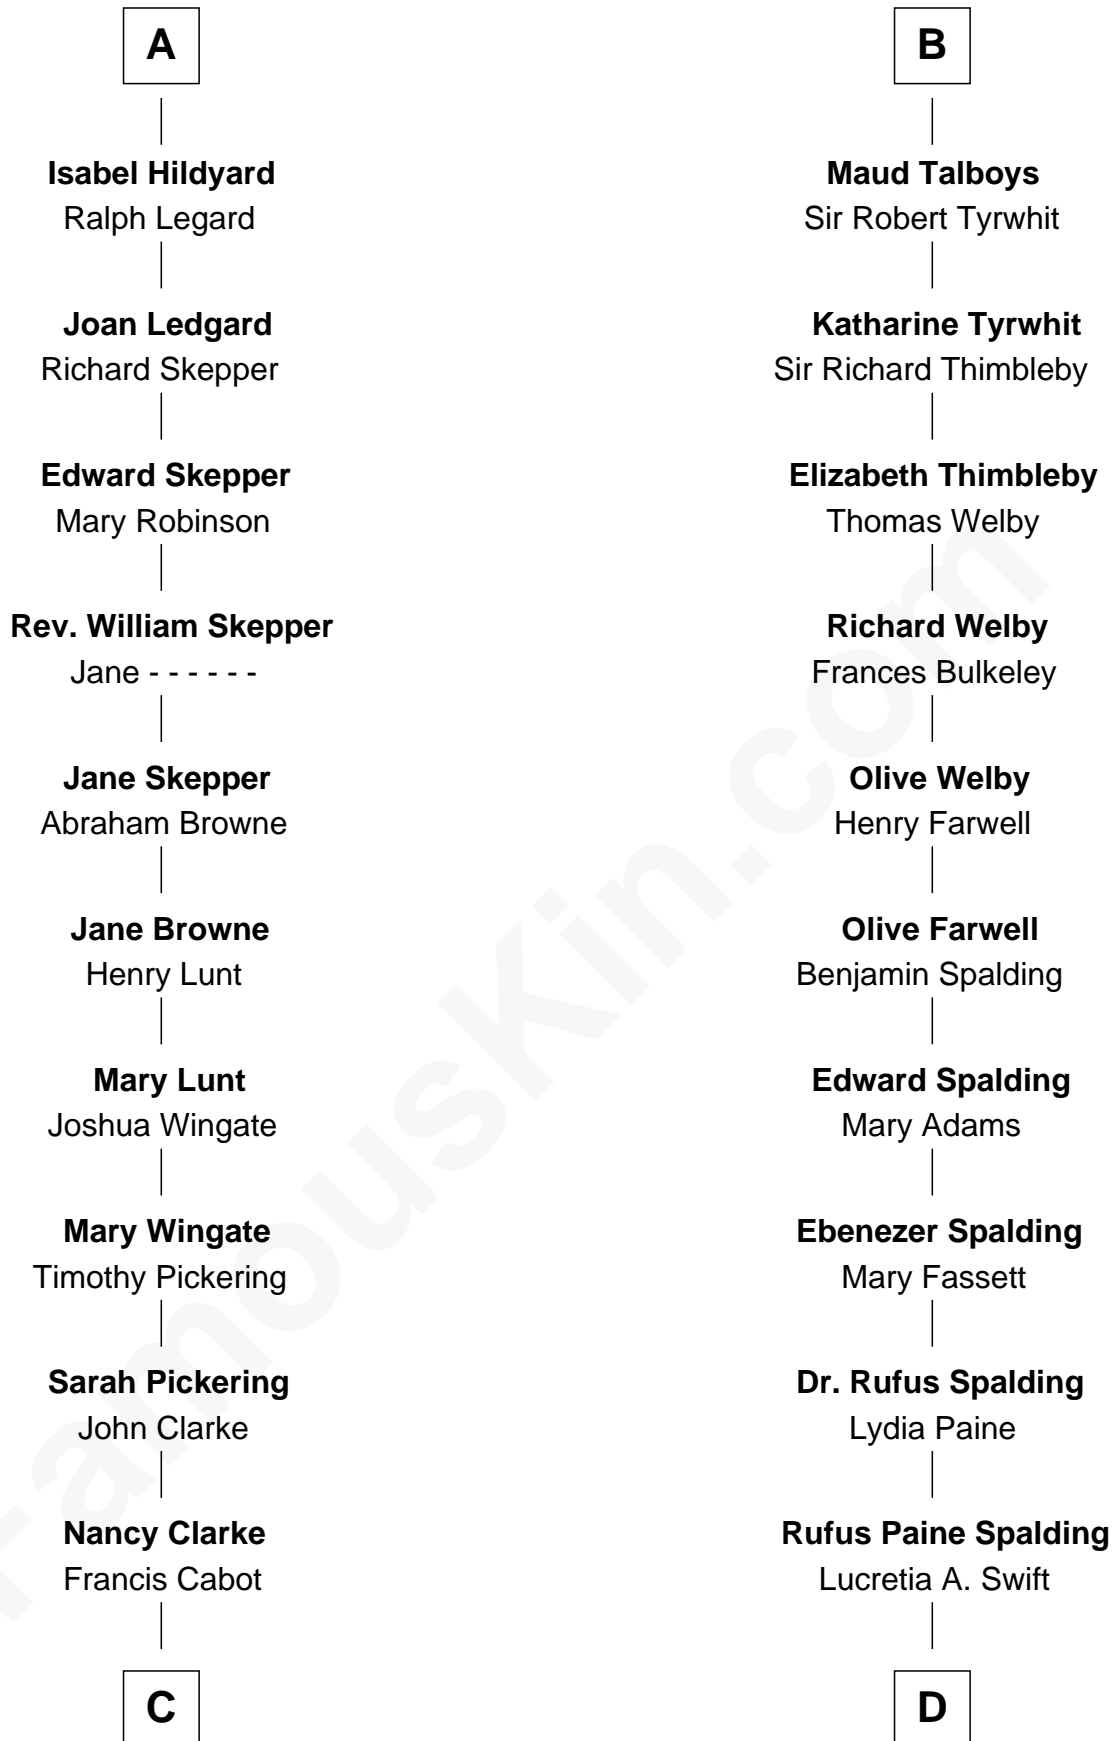 A
Isabel Hildyard
Ralph Legard
Joan Ledgard
Richard Skepper
Edward Skepper
Mary Robinson
Rev. William Skepper
Jane - - - - - -
Jane Skepper
Abraham Browne
Jane Browne
Henry Lunt
Mary Lunt
Joshua Wingate
Mary Wingate
Timothy Pickering
Sarah Pickering
John Clarke
Nancy Clarke
Francis Cabot
C
B
Maud Talboys
Sir Robert Tyrwhit
Katharine Tyrwhit
Sir Richard Thimbleby
Elizabeth Thimbleby
Thomas Welby
Richard Welby
Frances Bulkeley
Olive Welby
Henry Farwell
Olive Farwell
Benjamin Spalding
Edward Spalding
Mary Adams
Ebenezer Spalding
Mary Fassett
Dr. Rufus Spalding
Lydia Paine
Rufus Paine Spalding
Lucretia A. Swift
D
FamousKin.com